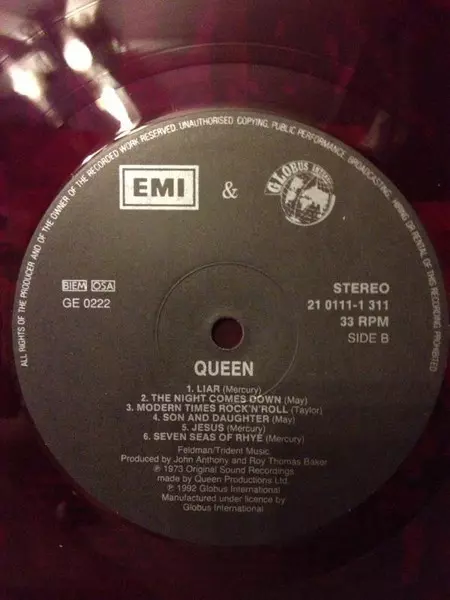 ALL RIGHTS OF THE PRODUCER AND OF THE OWNER OF THE RECORDED WORK RESERVED. UNAUTHORISED COPYING, PUBLIC PERFORMANCE, BROADCASTING, HIRING OR RENTAL OF THIS RECORDING PROHIBITED
EMI & GLOBUS INTERN
BIEM OSA
GE 0222
STEREO
21 0111-1 311
33 RPM
SIDE B
QUEEN
1. LIAR (Mercury)
2. THE NIGHT COMES DOWN (May)
3. MODERN TIMES ROCK'N'ROLL (Taylor)
4. SON AND DAUGHTER (May)
5. JESUS (Mercury)
6. SEVEN SEAS OF RHYE (Mercury)
Feldman/Trident Music
Produced by John Anthony and Roy Thomas Baker
℗ 1973 Original Sound Recordings
made by Queen Productions Ltd.
℗ 1992 Globus International
Manufactured under licence by
Globus International